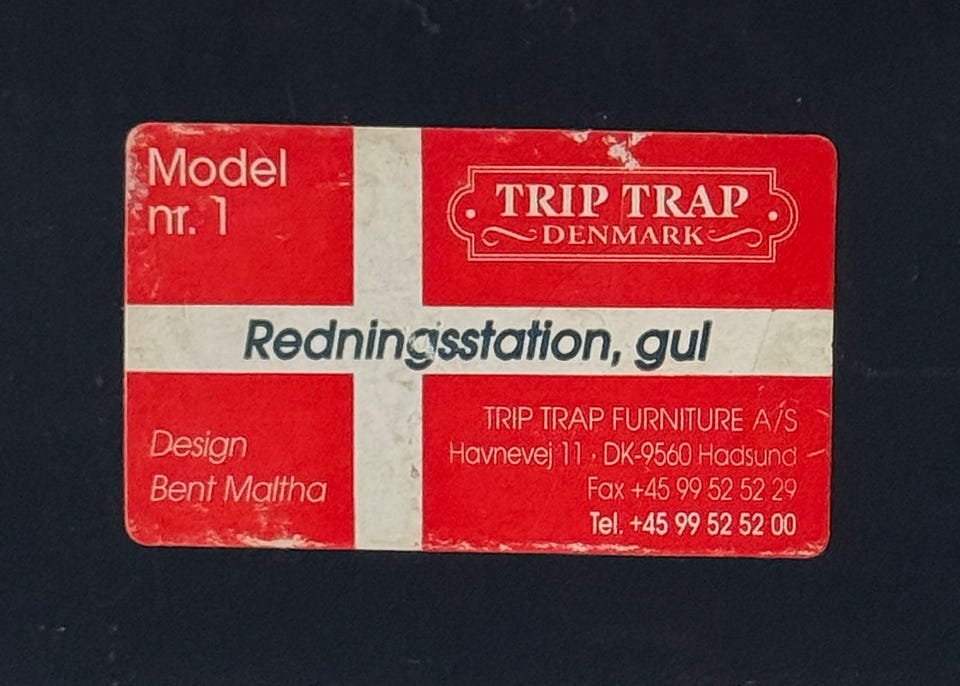 Model
nr. 1
TRIP TRAP
DENMARK
Redningsstation, gul
Design
Bent Maltha
TRIP TRAP FURNITURE A/S
Havnevej 11 · DK-9560 Hadsund
Fax +45 99 52 52 29
Tel. +45 99 52 52 00